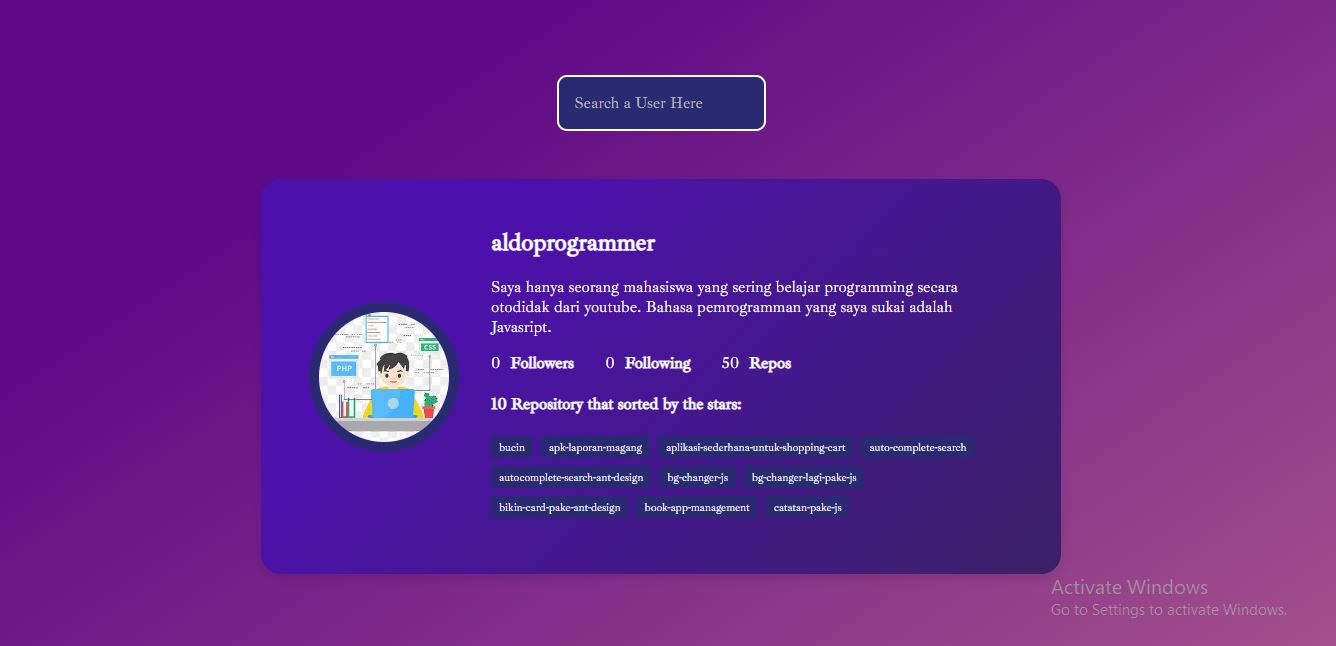 Search a User Here
aldoprogrammer
Saya hanya seorang mahasiswa yang sering belajar programming secara
otodidak dari youtube. Bahasa pemrogramman yang saya sukai adalah
Javasript.
0 Followers 0 Following 50 Repos
10 Repository that sorted by the stars:
bucin apk-laporan-magang aplikasi-sederhana-untuk-shopping-cart auto-complete-search
autocomplete-search-ant-design bg-changer-js bg-changer-lagi-pake-js
bikin-card-pake-ant-design book-app-management catatan-pake-js
PHP
CSS
Activate Windows
Go to Settings to activate Windows.